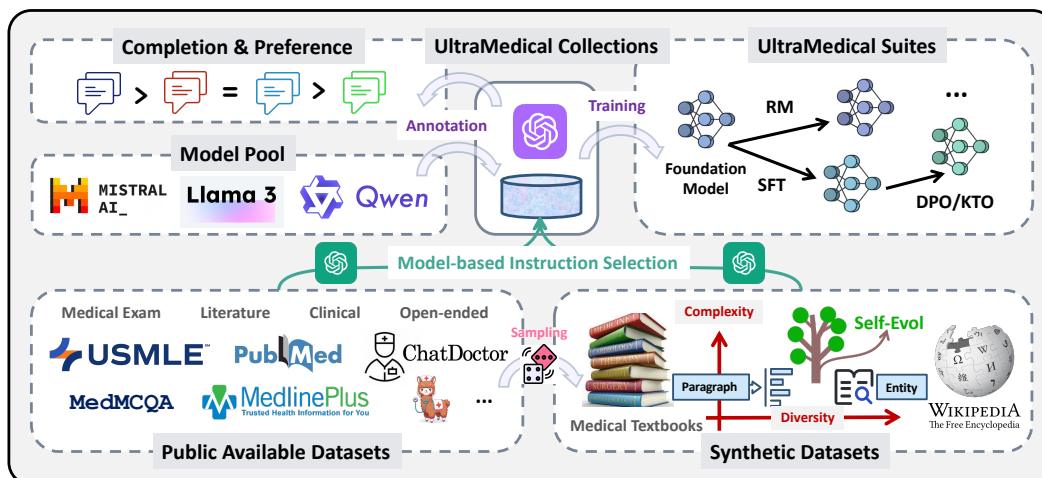 Completion & Preference
UltraMedical Collections
UltraMedical Suites
> = >
Annotation
Training
RM
...
Foundation
Model
SFT
DPO/KTO
Model Pool
MISTRAL
AI_
Llama 3
Qwen
Model-based Instruction Selection
Medical Exam
Literature
Clinical
Open-ended
USMLE
SM
PubMed
ChatDoctor
MedMCQA
MedlinePlus
Trusted Health Information for You
...
Public Available Datasets
Sampling
Complexity
Self-Evol
Paragraph
Entity
Medical Textbooks
Diversity
WIKIPEDIA
The Free Encyclopedia
Synthetic Datasets